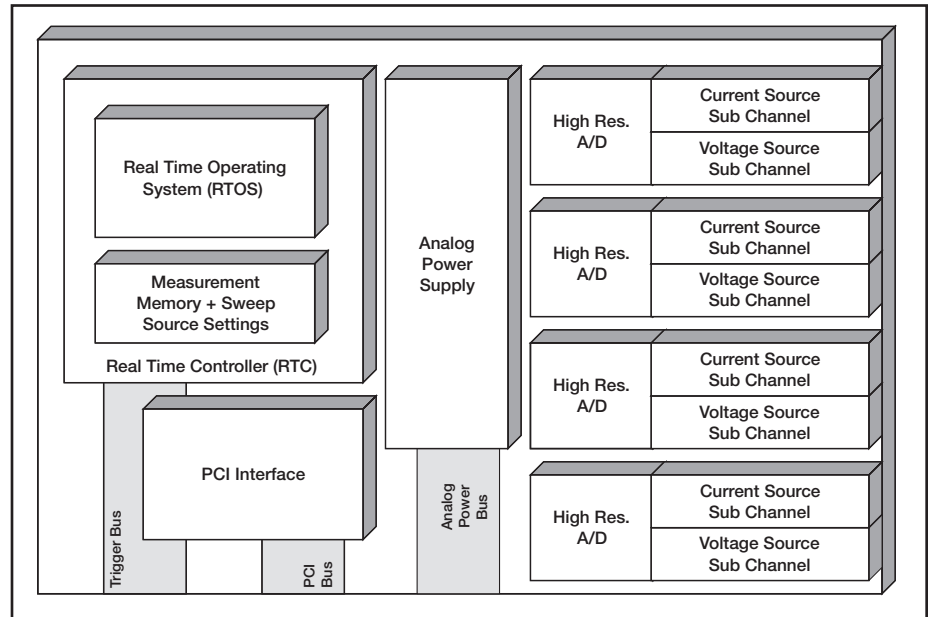 Real Time Operating
System (RTOS)
Measurement
Memory + Sweep
Source Settings
Real Time Controller (RTC)
PCI Interface
Trigger Bus
PCI
Bus
Analog
Power
Supply
Analog
Power
Bus
High Res.
A/D
Current Source
Sub Channel
Voltage Source
Sub Channel
High Res.
A/D
Current Source
Sub Channel
Voltage Source
Sub Channel
High Res.
A/D
Current Source
Sub Channel
Voltage Source
Sub Channel
High Res.
A/D
Current Source
Sub Channel
Voltage Source
Sub Channel